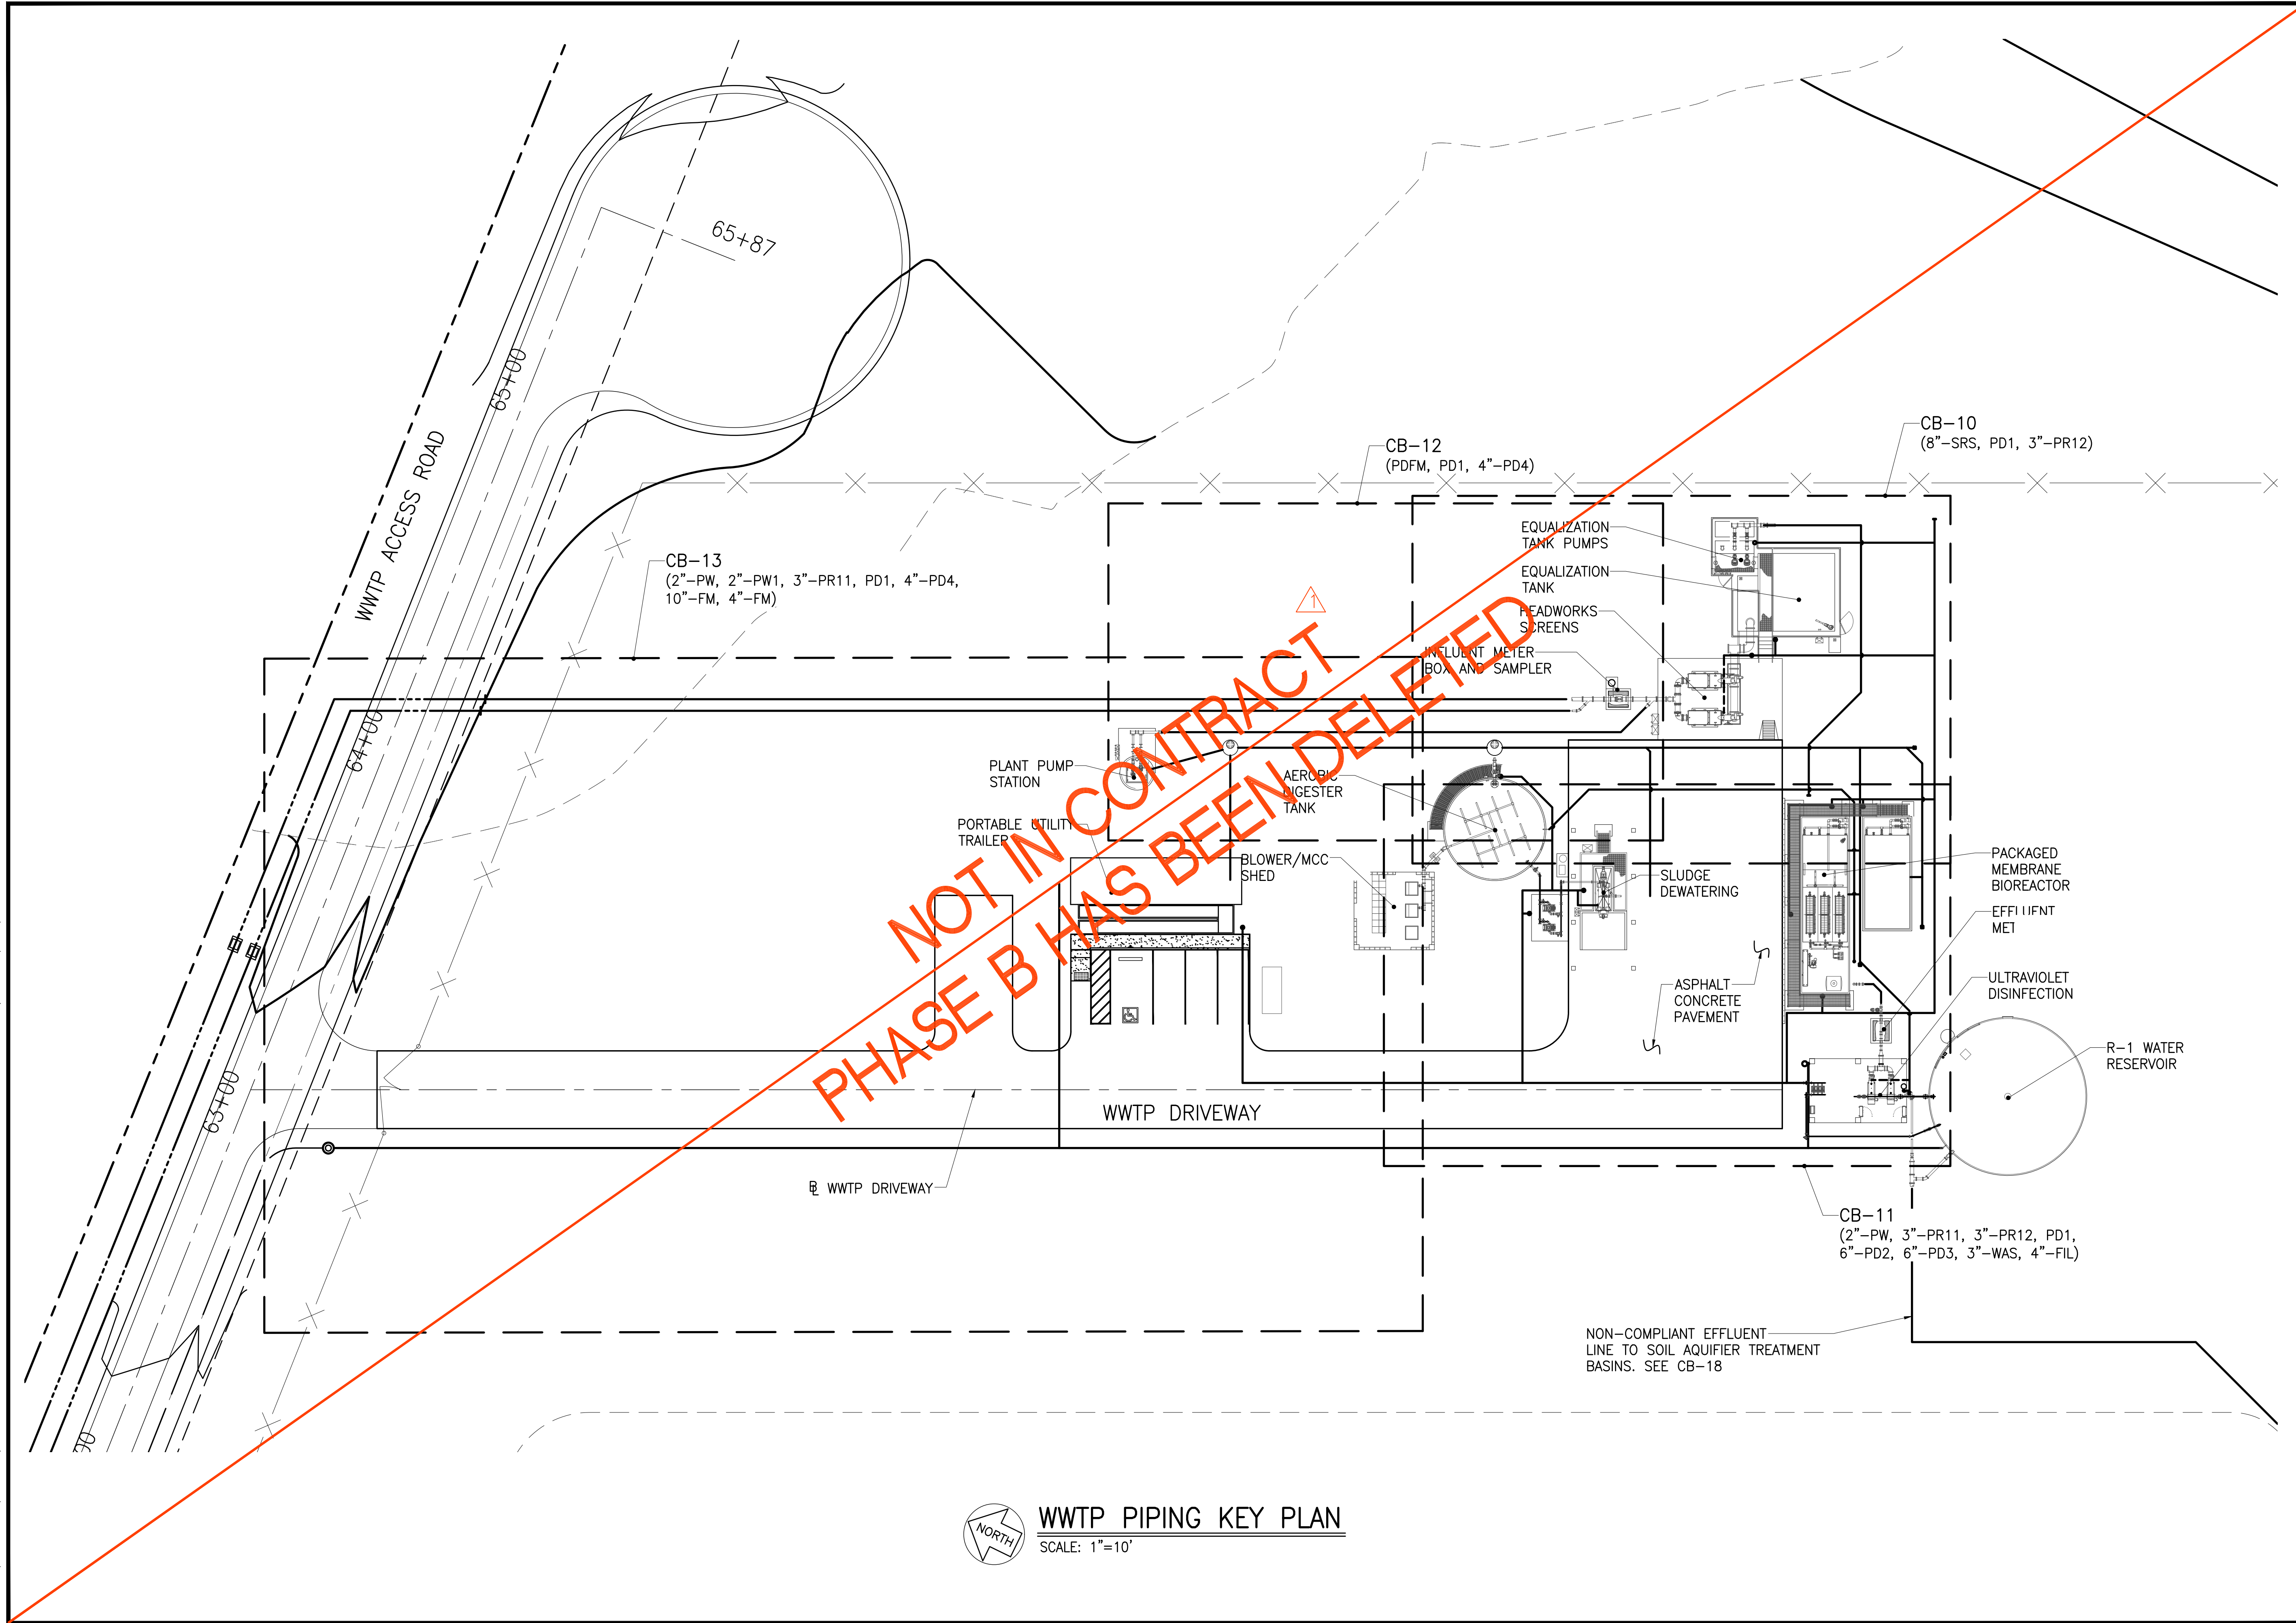 65+87
65+00
WWTP ACCESS ROAD
64+00
63+00
00
CB-10
(8"-SRS, PD1, 3"-PR12)
CB-12
(PDFM, PD1, 4"-PD4)
CB-13
(2"-PW, 2"-PW1, 3"-PR11, PD1, 4"-PD4,
10"-FM, 4"-FM)
EQUALIZATION
TANK PUMPS
EQUALIZATION
TANK
HEADWORKS
SCREENS
INFLUENT METER
BOX AND SAMPLER
1
NOT IN CONTRACT
PHASE B HAS BEEN DELETED
PLANT PUMP
STATION
AEROBIC
DIGESTER
TANK
PORTABLE UTILITY
TRAILER
BLOWER/MCC
SHED
SLUDGE
DEWATERING
PACKAGED
MEMBRANE
BIOREACTOR
EFFLUENT
MET
ASPHALT
CONCRETE
PAVEMENT
ULTRAVIOLET
DISINFECTION
R-1 WATER
RESERVOIR
WWTP DRIVEWAY
WWTP DRIVEWAY
CB-11
(2"-PW, 3"-PR11, 3"-PR12, PD1,
6"-PD2, 6"-PD3, 3"-WAS, 4"-FIL)
NON-COMPLIANT EFFLUENT
LINE TO SOIL AQUIFIER TREATMENT
BASINS. SEE CB-18
NORTH
WWTP PIPING KEY PLAN
SCALE: 1"=10'